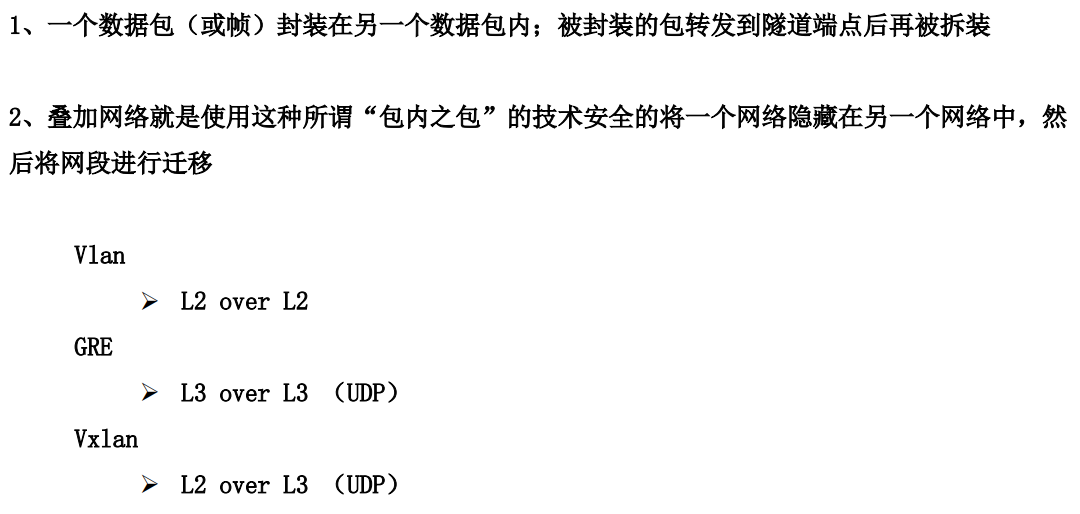 1、一个数据包（或帧）封装在另一个数据包内；被封装的包转发到隧道端点后再被拆装
2、叠加网络就是使用这种所谓“包内之包”的技术安全的将一个网络隐藏在另一个网络中，然
后将网段进行迁移
Vlan
➢ L2 over L2
GRE
➢ L3 over L3 （UDP）
Vxlan
➢ L2 over L3 （UDP）